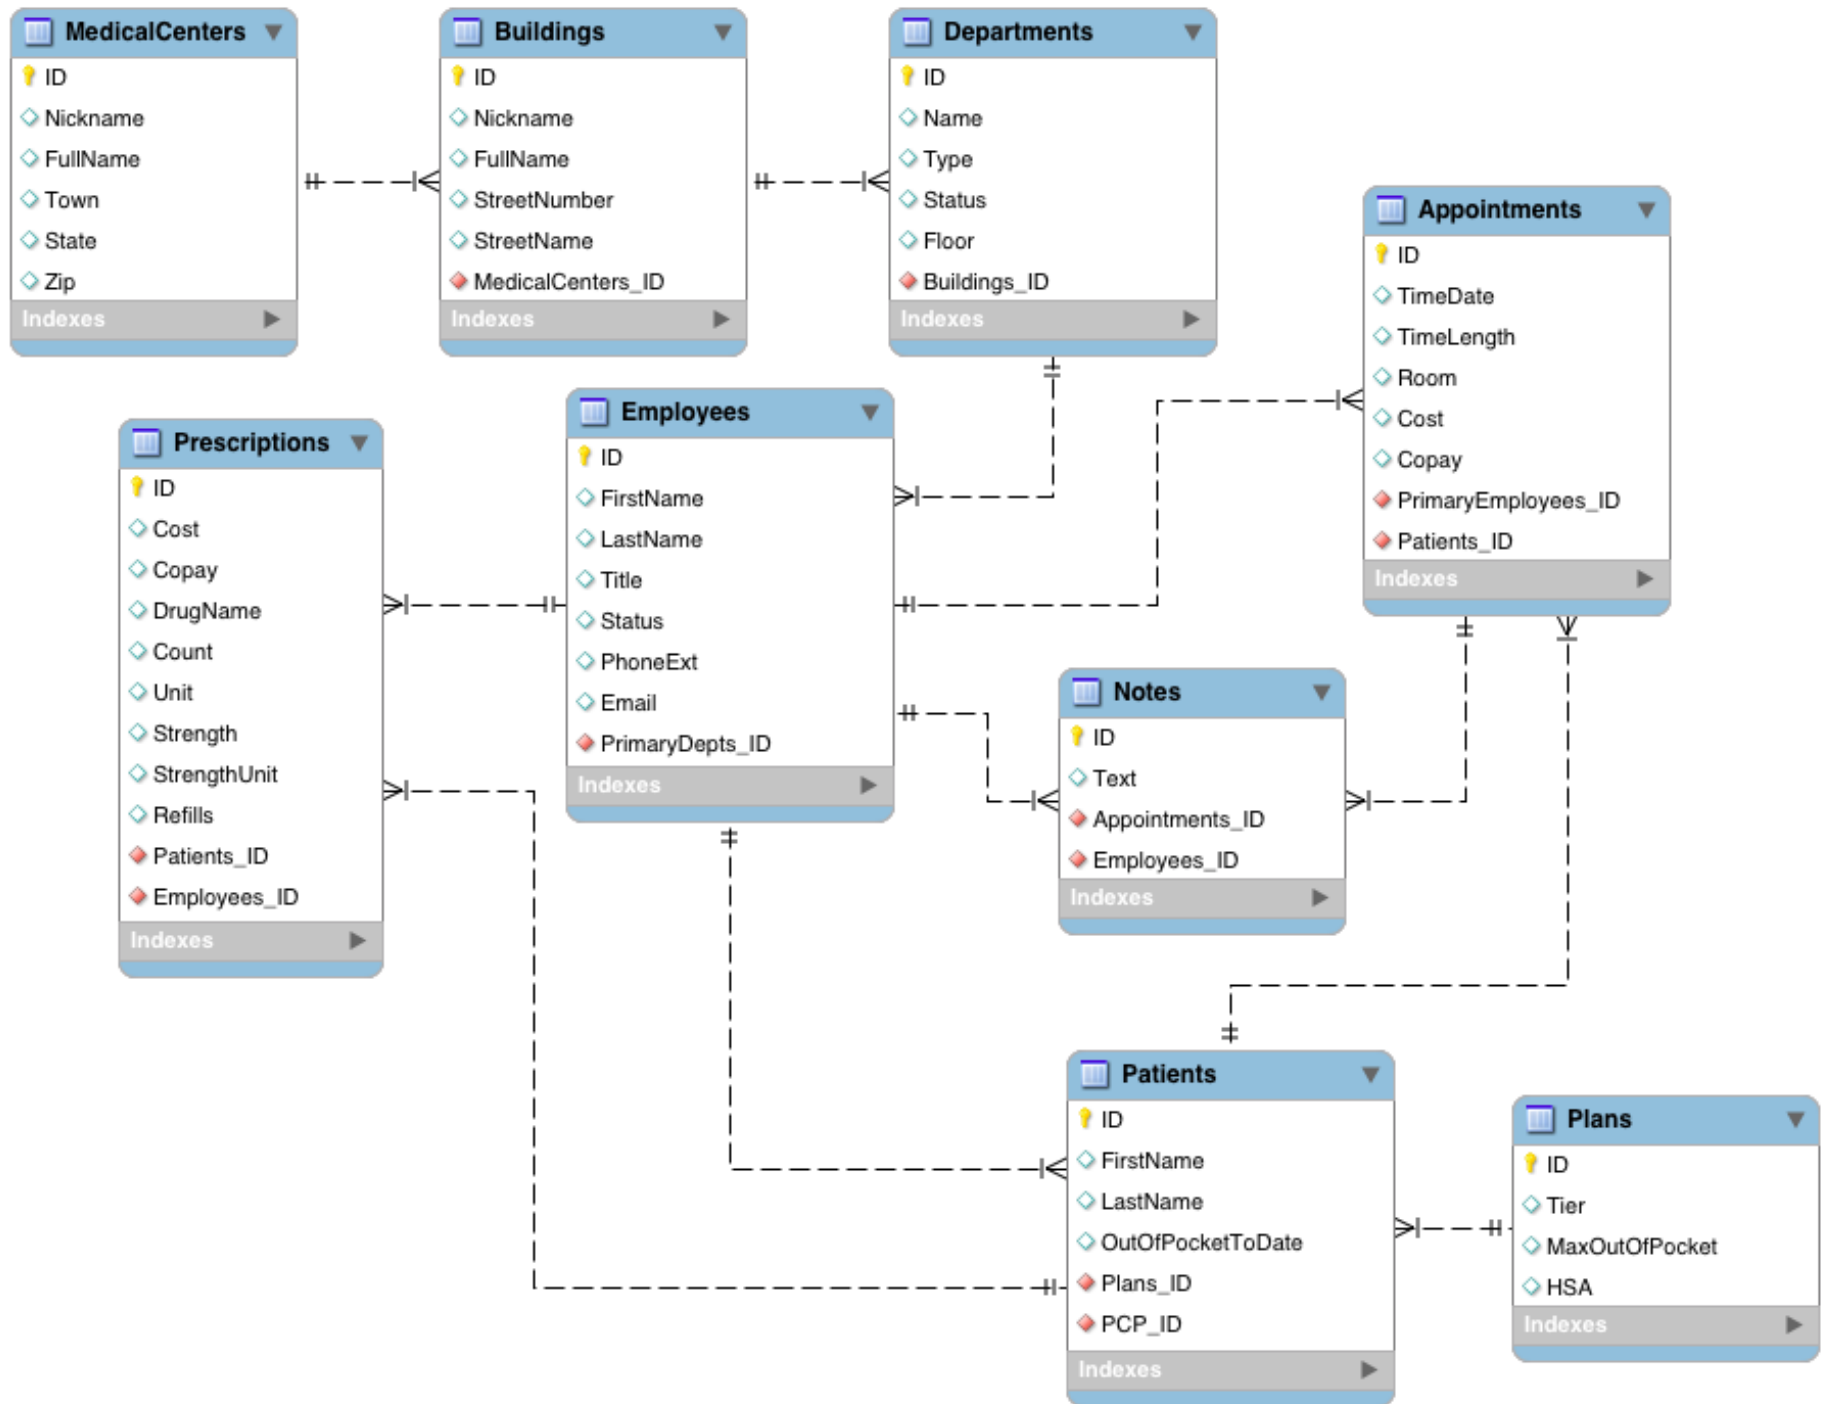 MedicalCenters
ID
Nickname
FullName
Town
State
Zip
Indexes
Buildings
ID
Nickname
FullName
StreetNumber
StreetName
MedicalCenters_ID
Indexes
Departments
ID
Name
Type
Status
Floor
Buildings_ID
Indexes
Appointments
ID
TimeDate
TimeLength
Room
Cost
Copay
PrimaryEmployees_ID
Patients_ID
Indexes
Prescriptions
ID
Cost
Copay
DrugName
Count
Unit
Strength
StrengthUnit
Refills
Patients_ID
Employees_ID
Indexes
Employees
ID
FirstName
LastName
Title
Status
PhoneExt
Email
PrimaryDepts_ID
Indexes
Notes
ID
Text
Appointments_ID
Employees_ID
Indexes
Patients
ID
FirstName
LastName
OutOfPocketToDate
Plans_ID
PCP_ID
Indexes
Plans
ID
Tier
MaxOutOfPocket
HSA
Indexes